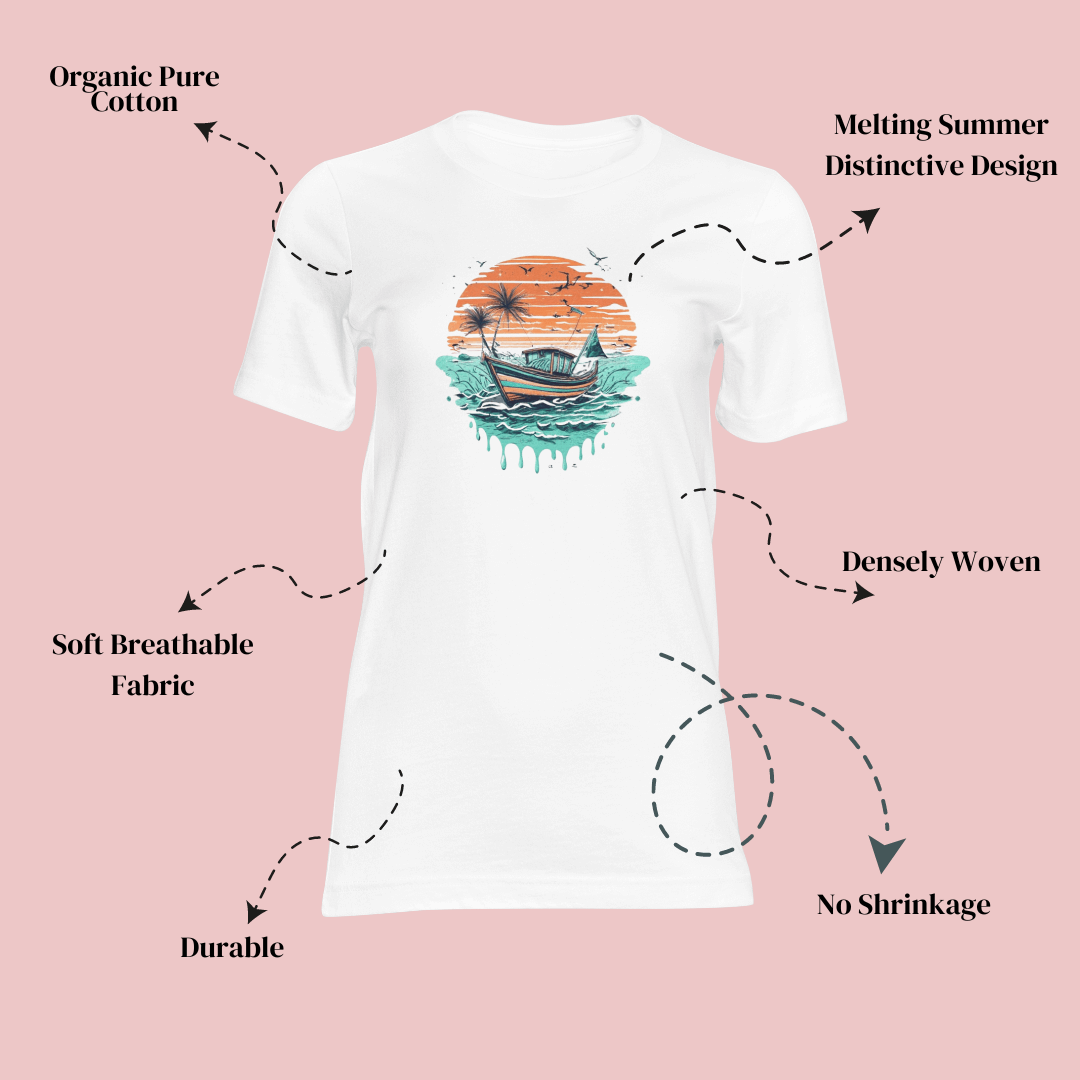 Organic Pure
Cotton
Melting Summer
Distinctive Design
Densely Woven
Soft Breathable
Fabric
No Shrinkage
Durable